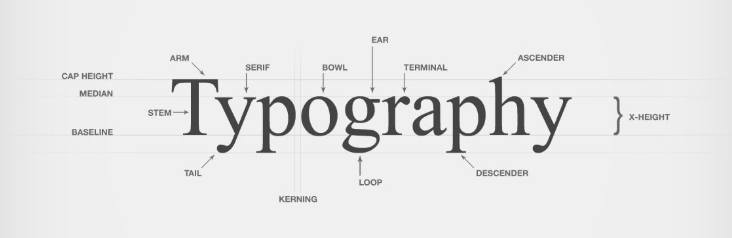 EAR
ARM
ASCENDER
SERIF
BOWL
TERMINAL
CAP HEIGHT
MEDIAN
Typography
STEM
X-HEIGHT
BASELINE
TAIL
DESCENDER
LOOP
KERNING